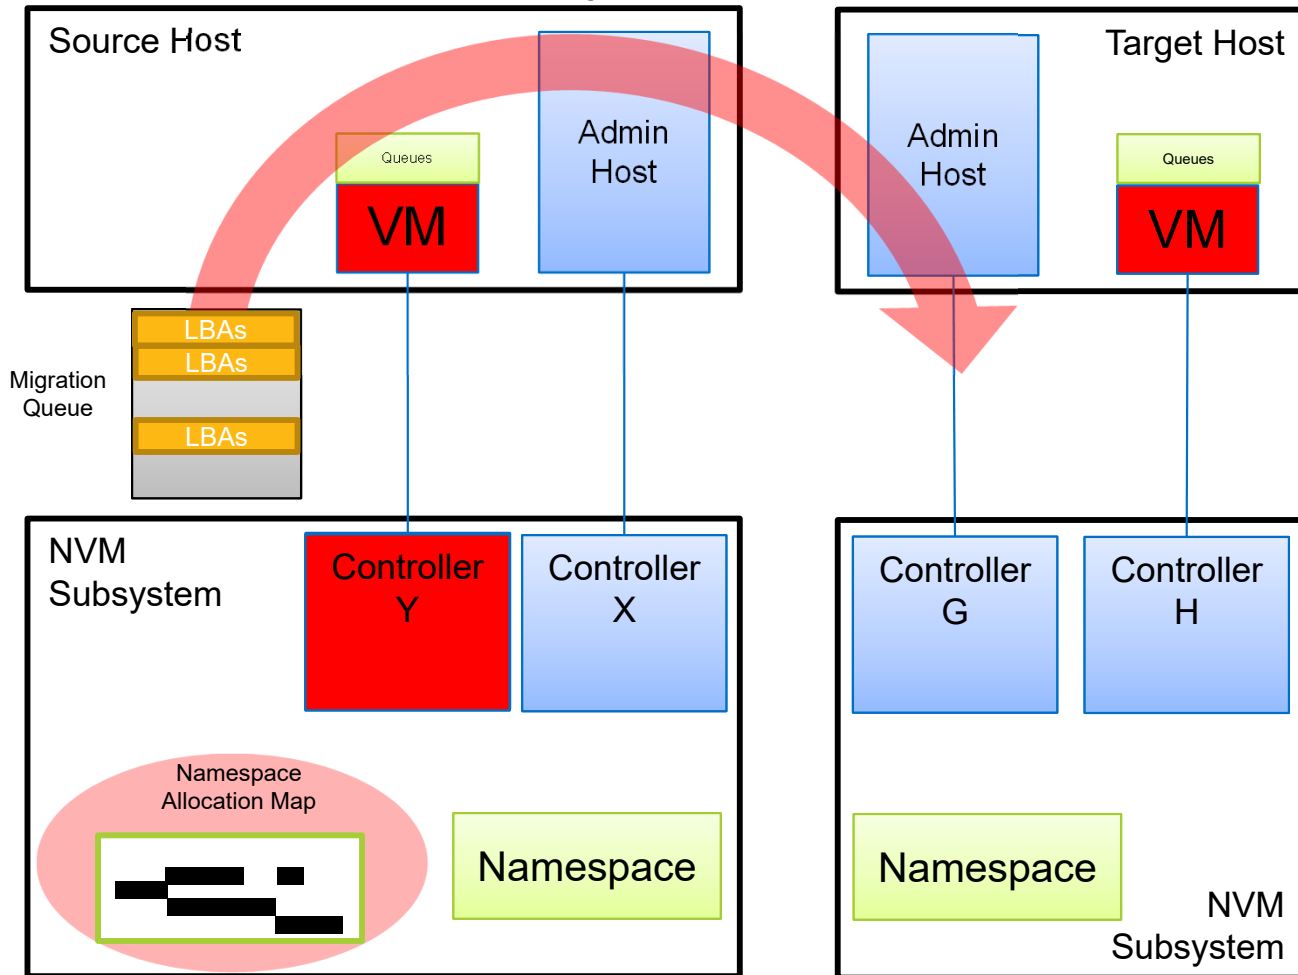 Source Host
Target Host
Queues
VM
Admin
Host
Admin
Host
Queues
VM
LBAs
LBAs
LBAs
Migration
Queue
NVM
Subsystem
Controller
Y
Controller
X
Controller
G
Controller
H
Namespace
Allocation Map
Namespace
Namespace
NVM
Subsystem